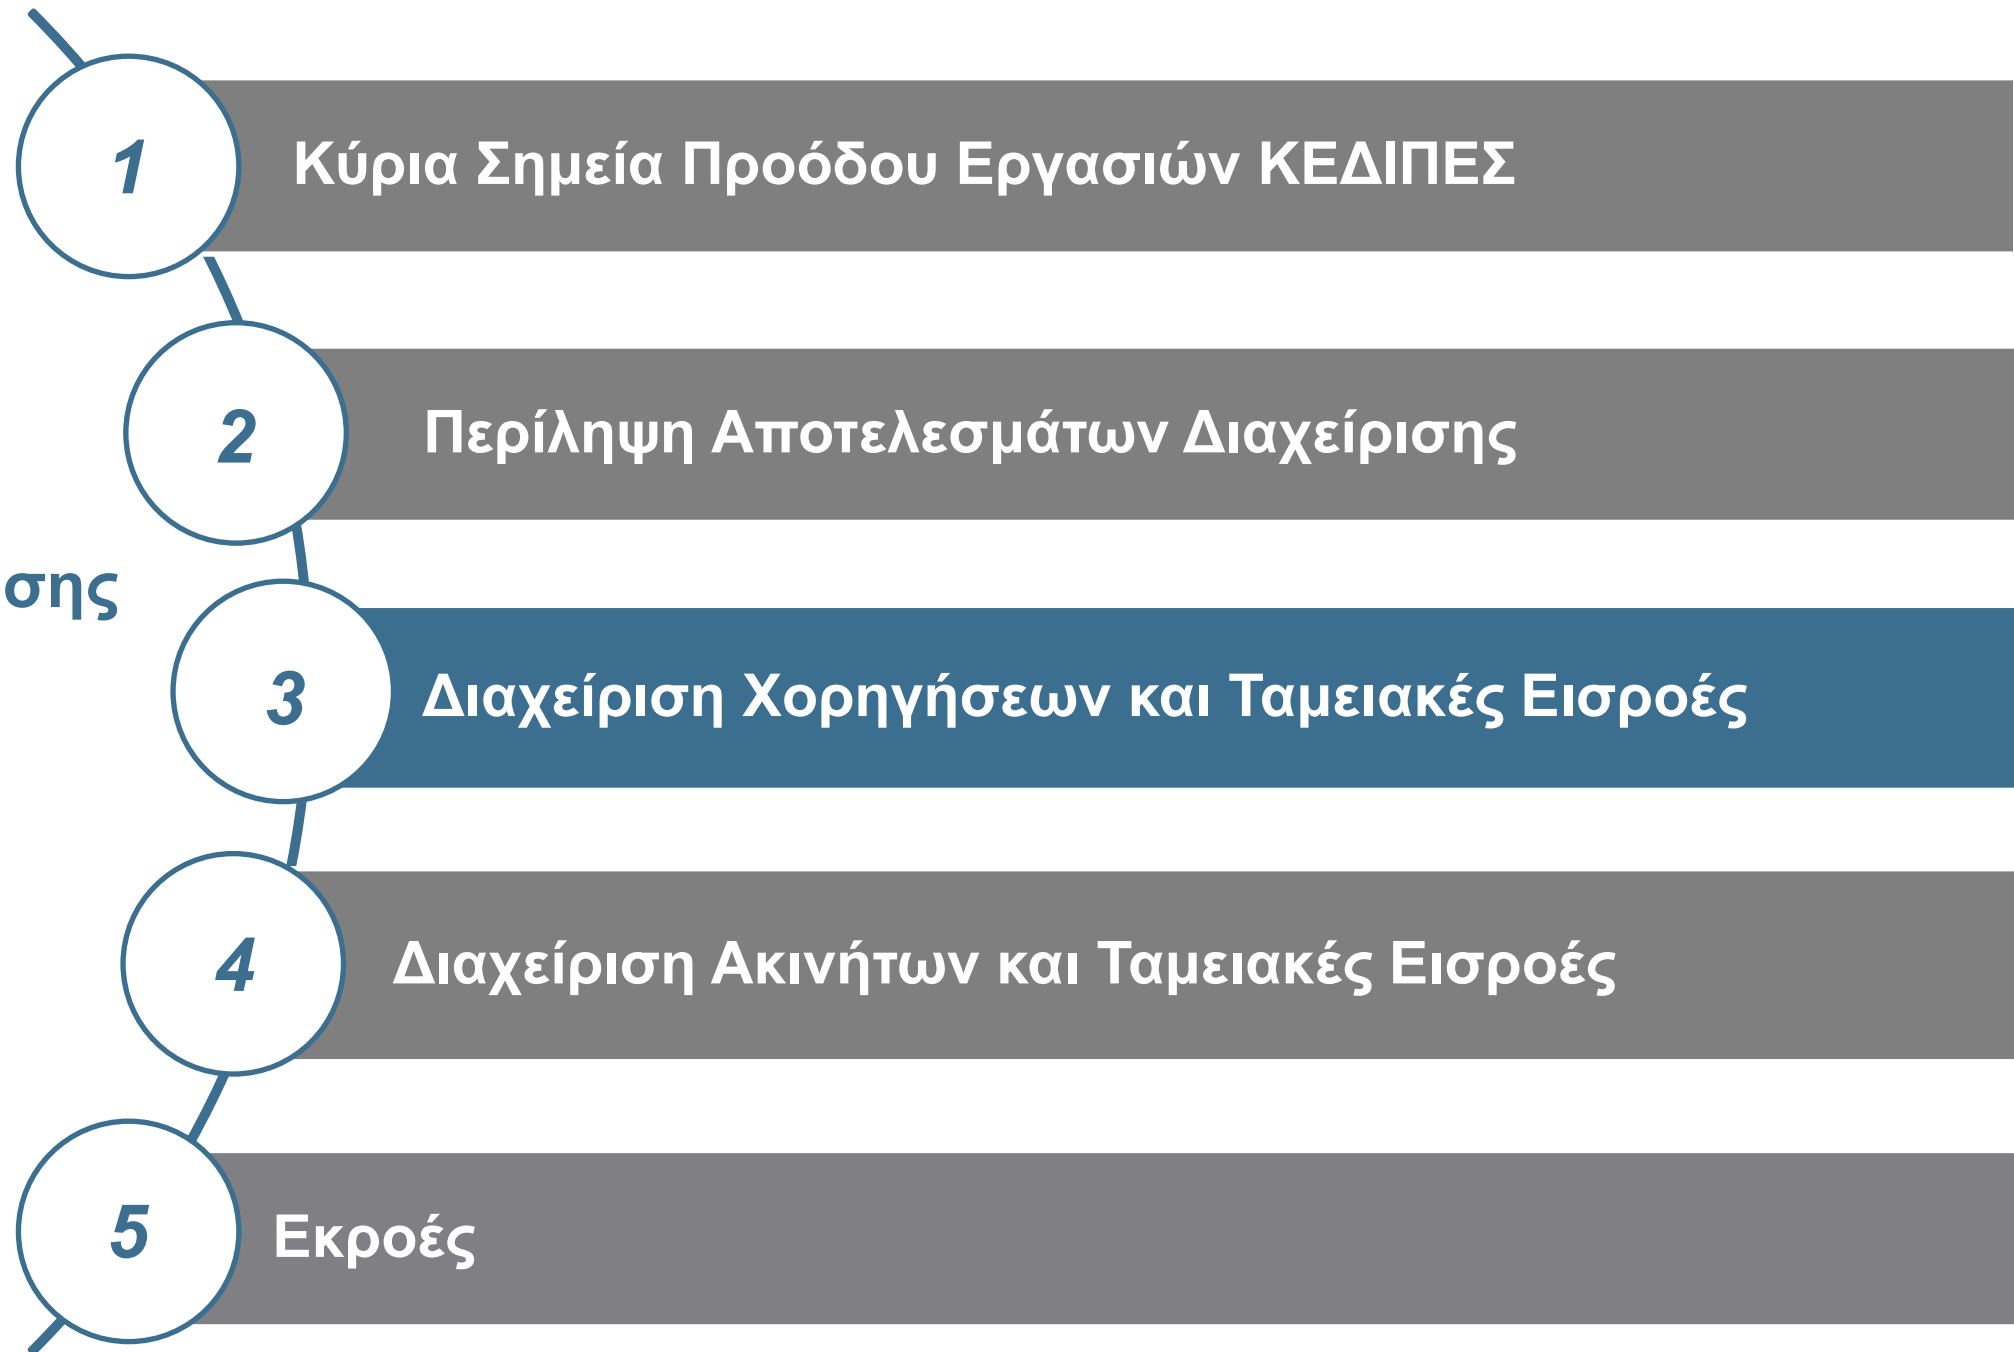 1
Κύρια Σημεία Προόδου Εργασιών ΚΕΔΙΠΕΣ
2
Περίληψη Αποτελεσμάτων Διαχείρισης
σης
3
Διαχείριση Χορηγήσεων και Ταμειακές Εισροές
4
Διαχείριση Ακινήτων και Ταμειακές Εισροές
5
Εκροές